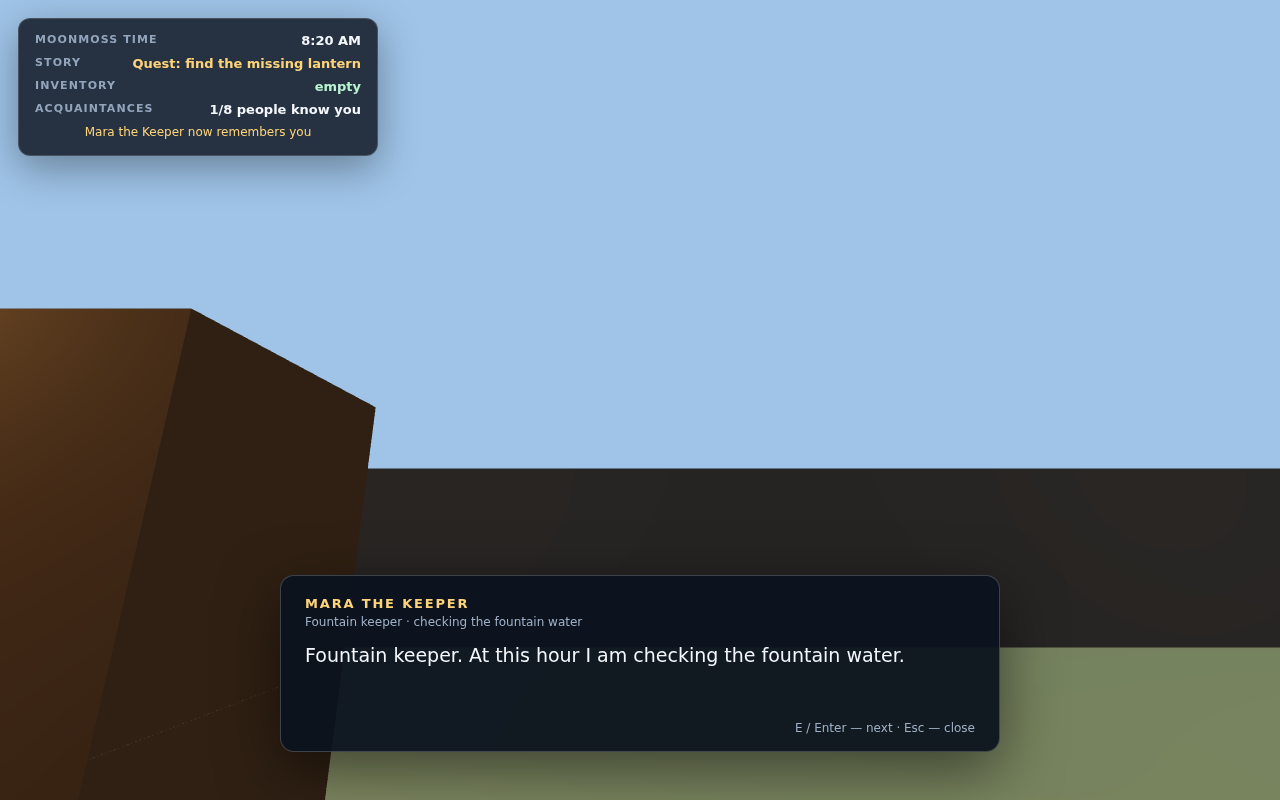 MOONMOSS TIME 8:20 AM
STORY Quest: find the missing lantern
INVENTORY empty
ACQUAINTANCES 1/8 people know you
Mara the Keeper now remembers you
MARA THE KEEPER
Fountain keeper · checking the fountain water
Fountain keeper. At this hour I am checking the fountain water.
E / Enter — next · Esc — close